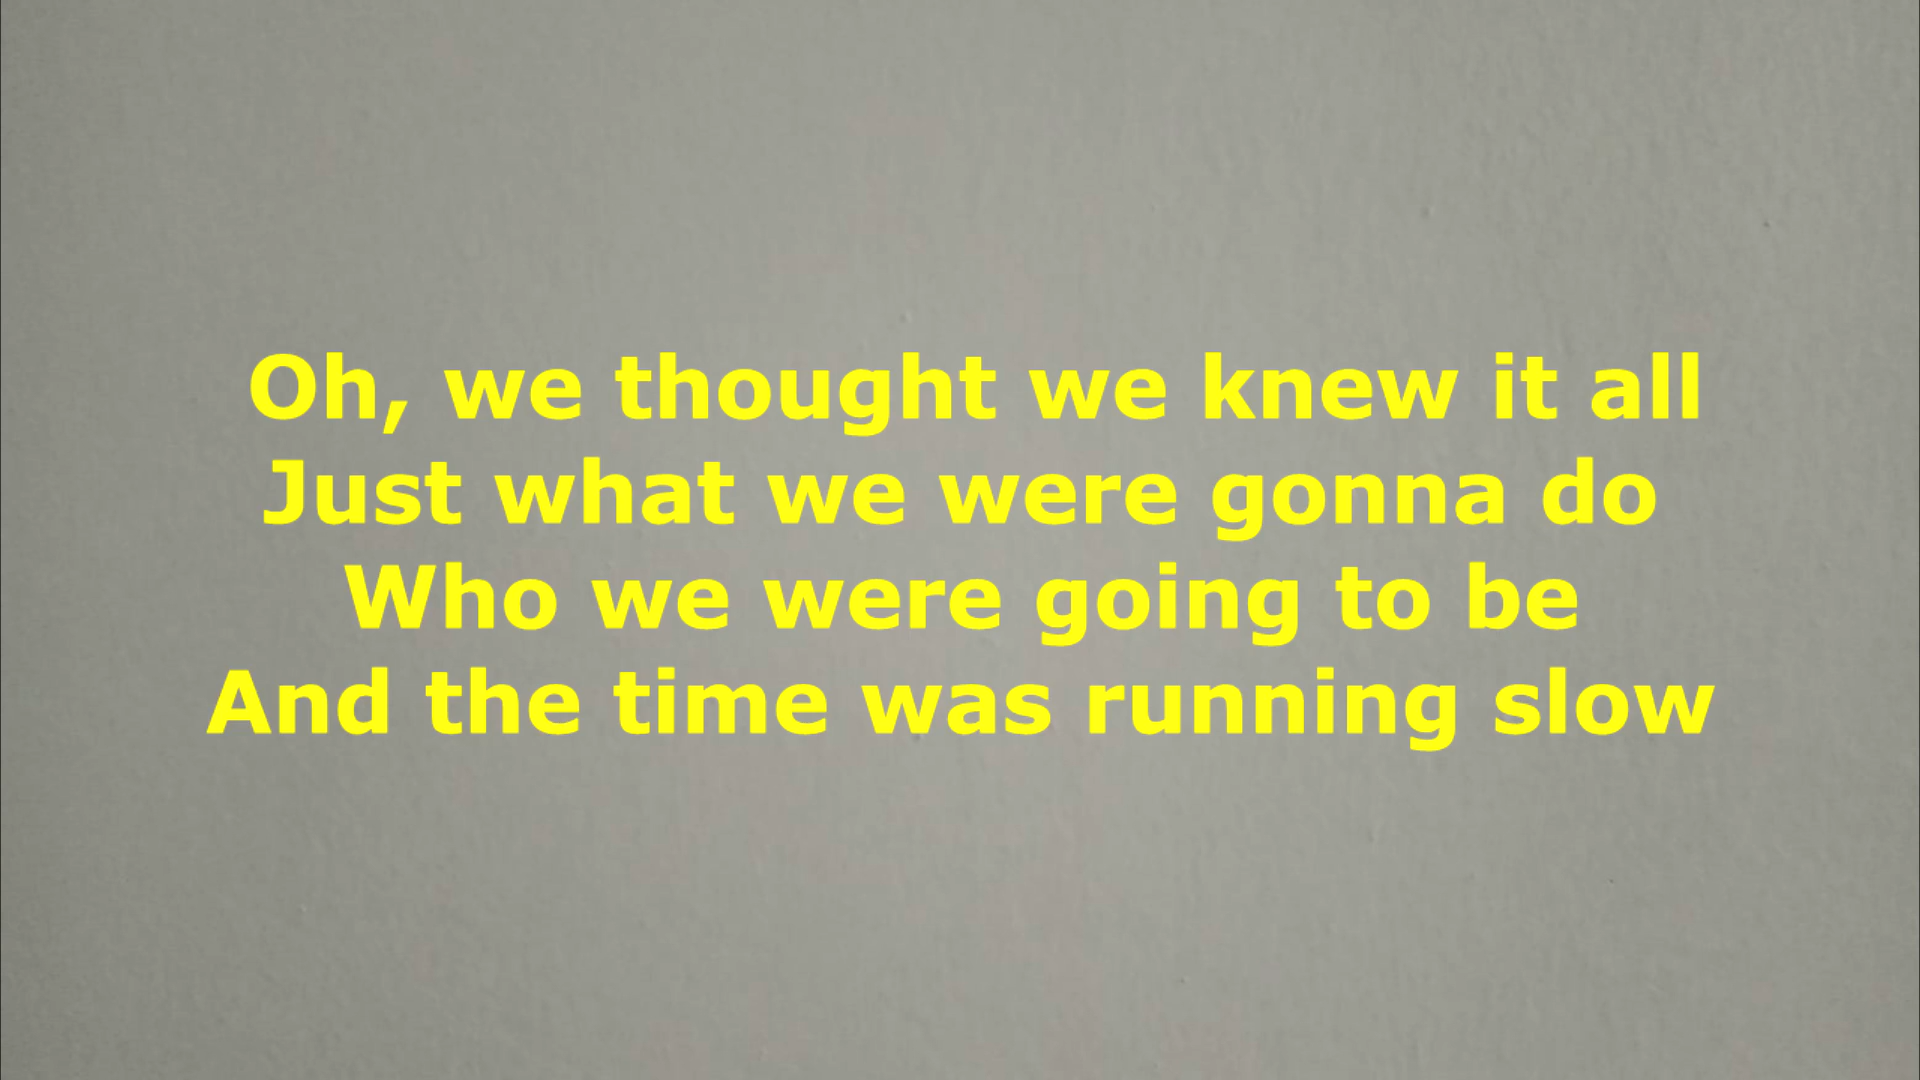 Oh, we thought we knew it all
Just what we were gonna do
Who we were going to be
And the time was running slow